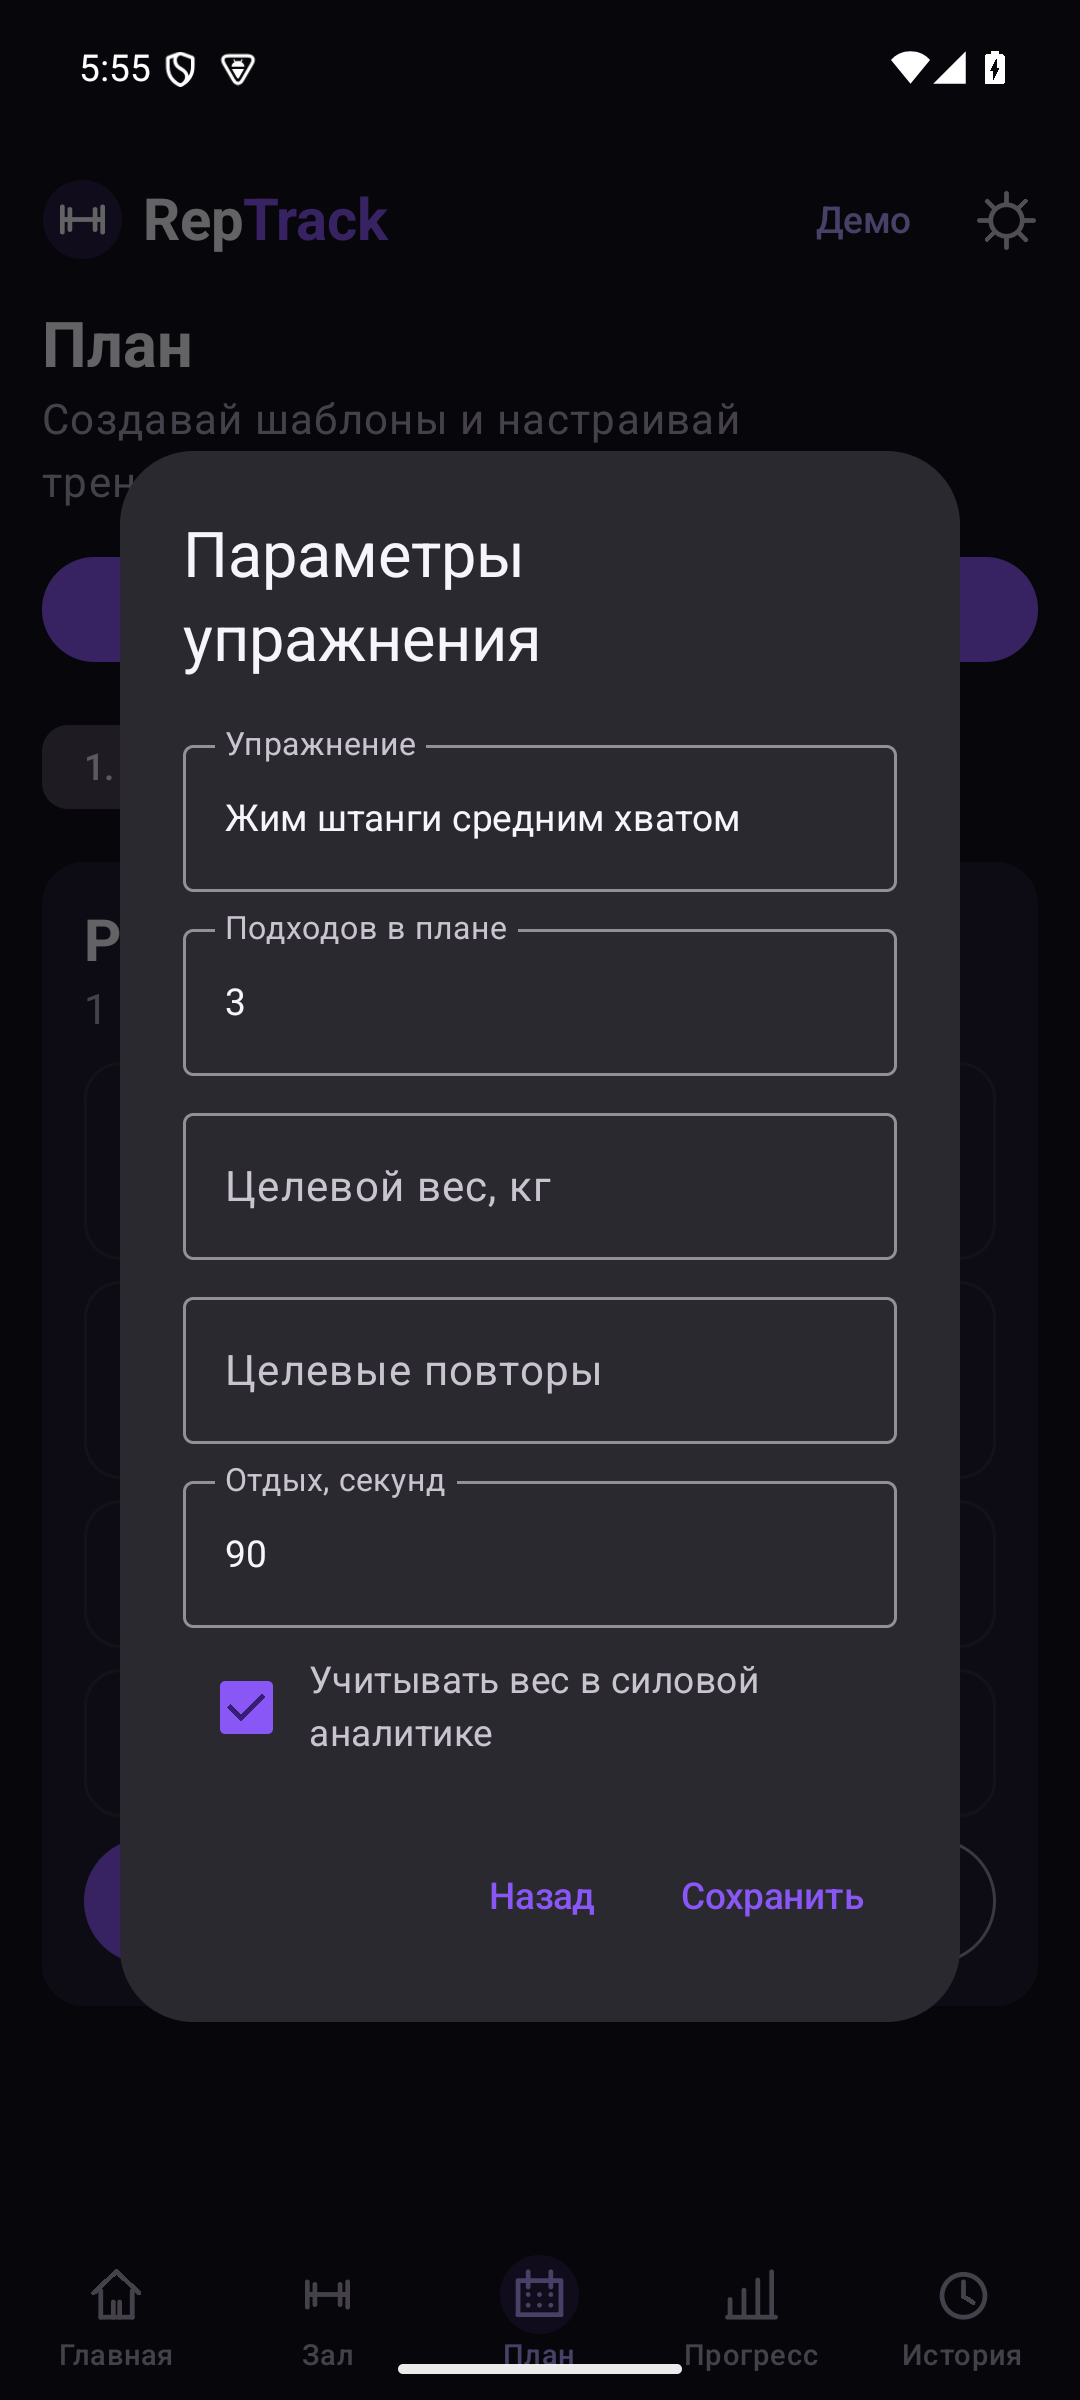 5:55
RepTrack
Демо
План
Создавай шаблоны и настраивай
Параметры
упражнения
1.
Упражнение
Жим штанги средним хватом
Подходов в плане
1
3
Целевой вес, кг
Целевые повторы
Отдых, секунд
90
Учитывать вес в силовой
аналитике
Назад
Сохранить
Главная
Зал
План
Прогресс
История